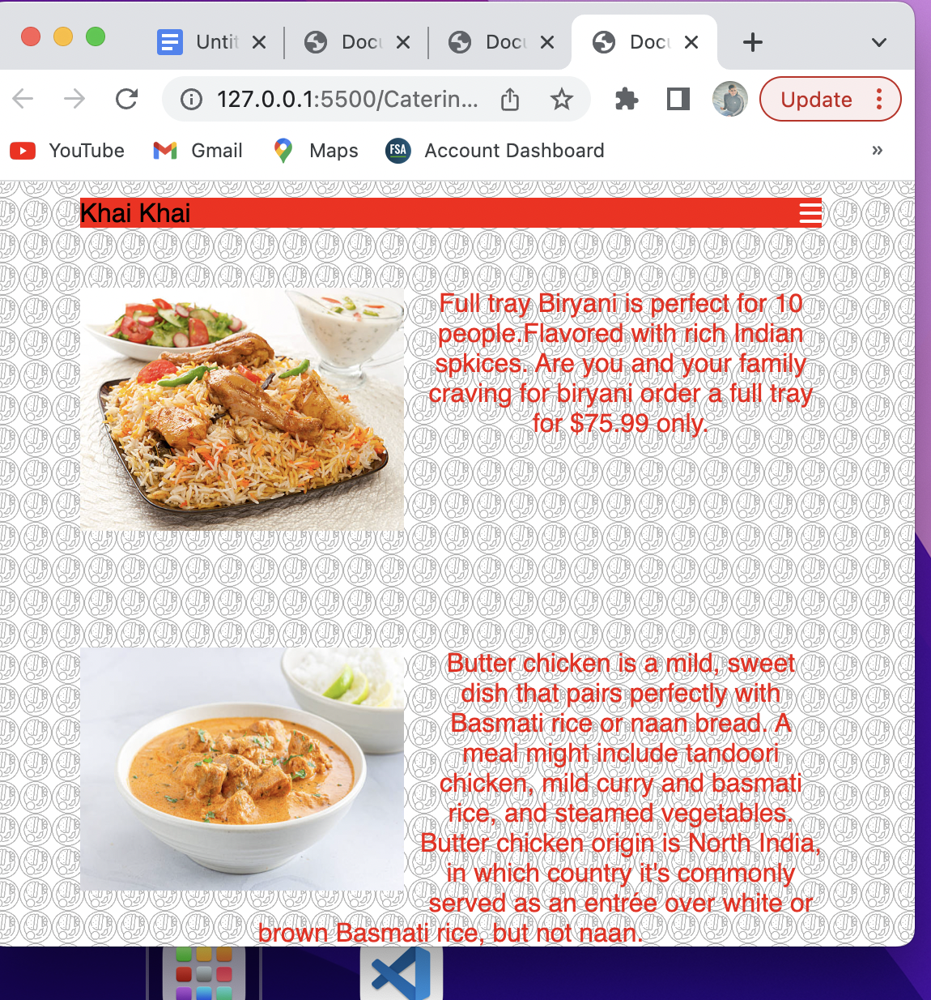 Untit
Docu
Docu
Docu
127.0.0.1:5500/Caterin...
Update
YouTube
Gmail
Maps
FSA
Account Dashboard
»
Khai Khai
Full tray Biryani is perfect for 10
people.Flavored with rich Indian
spkices. Are you and your family
craving for biryani order a full tray
for $75.99 only.
Butter chicken is a mild, sweet
dish that pairs perfectly with
Basmati rice or naan bread. A
meal might include tandoori
chicken, mild curry and basmati
rice, and steamed vegetables.
Butter chicken origin is North India,
in which country it's commonly
served as an entrée over white or
brown Basmati rice, but not naan.